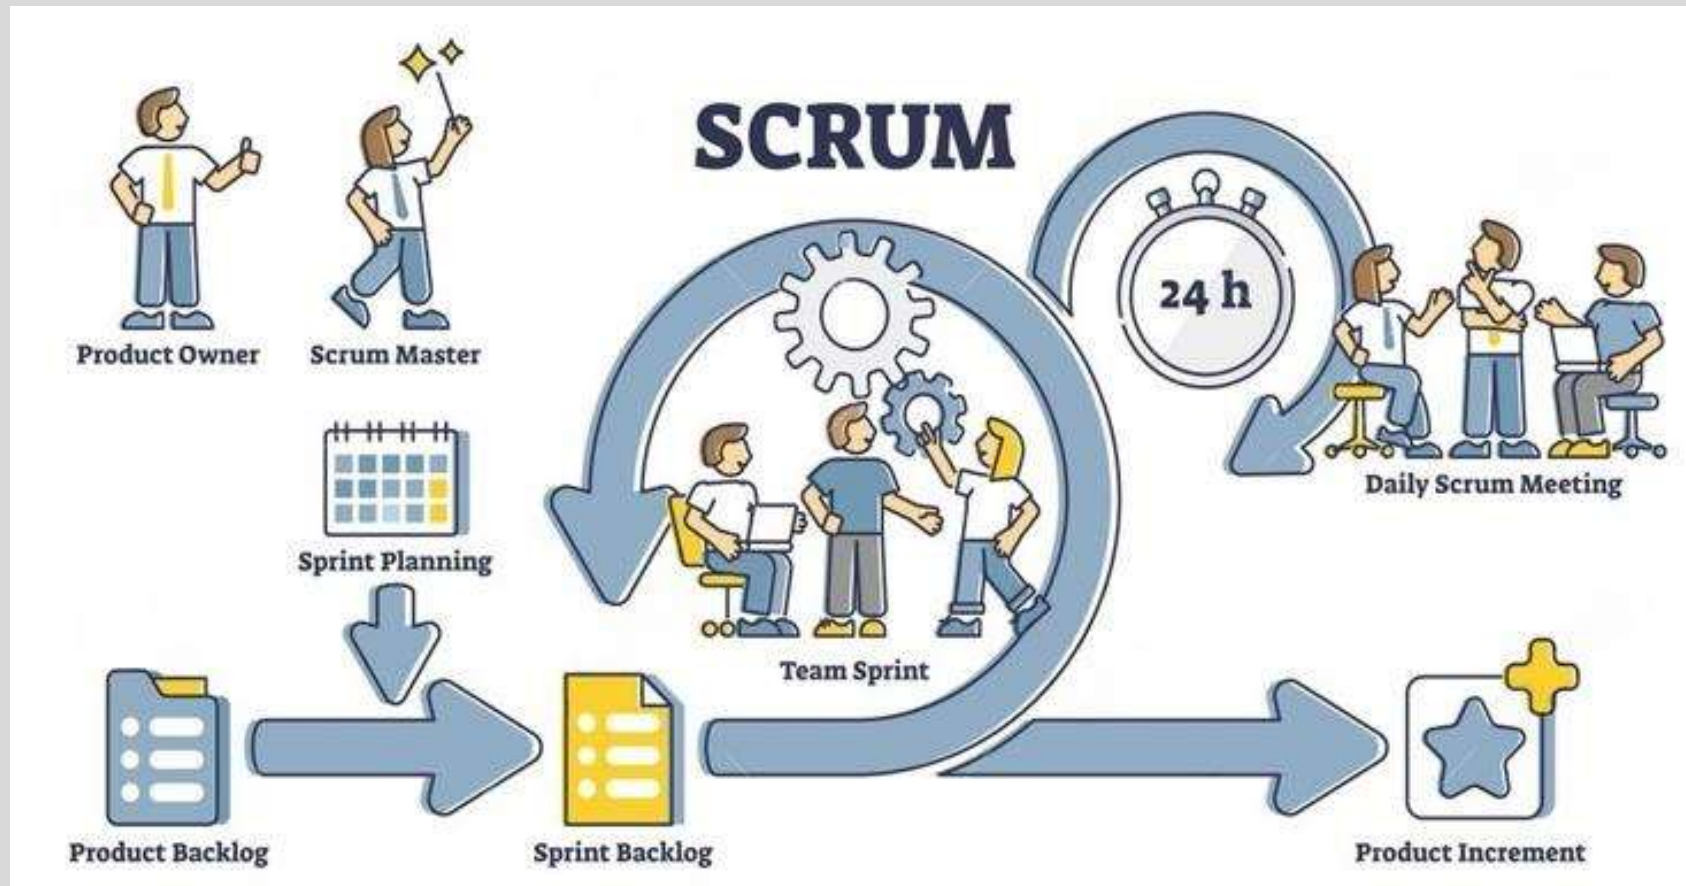 SCRUM
24 h
Product Owner
Scrum Master
Daily Scrum Meeting
Sprint Planning
Team Sprint
Product Backlog
Sprint Backlog
Product Increment